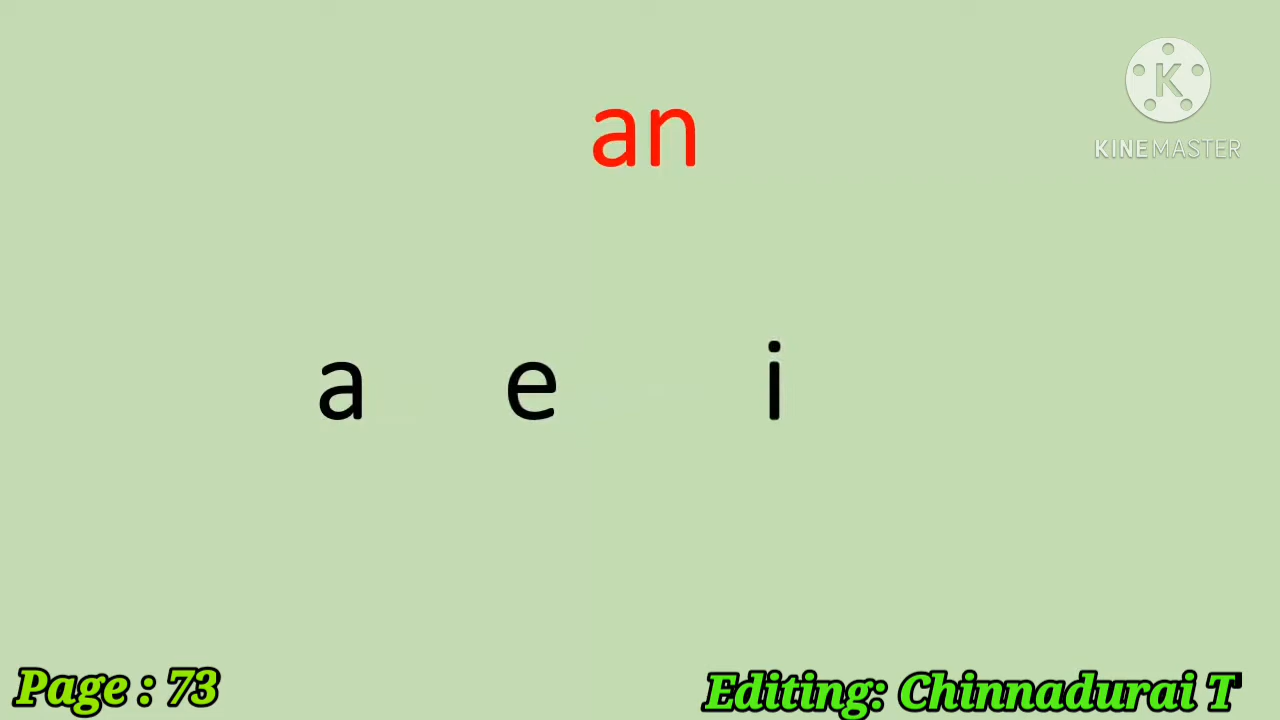 an
K
KINEMASTER
a e i
Page : 73
Editing: Chinnadurai T